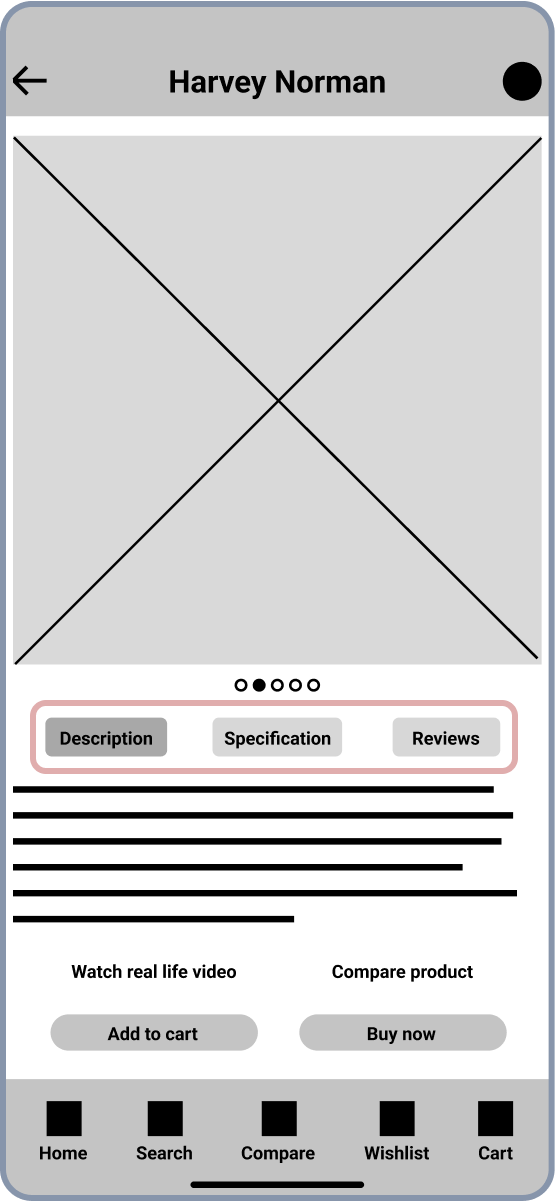 Harvey Norman
Description Specification Reviews
Watch real life video Compare product
Add to cart Buy now
Home Search Compare Wishlist Cart